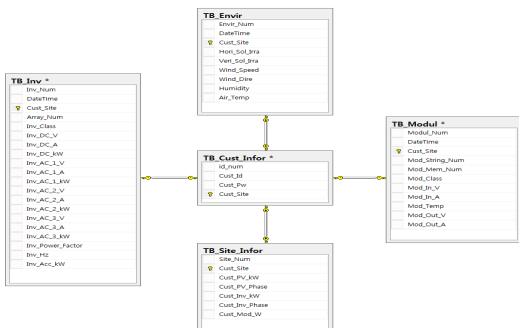 TB_Envir
Envir_Num
DateTime
Cust_Site
Hori_Sol_Irra
Veri_Sol_Irra
Wind_Speed
Wind_Dire
Humidity
Air_Temp
TB_Inv *
Inv_Num
DateTime
Cust_Site
Array_Num
Inv_Class
Inv_DC_V
Inv_DC_A
Inv_DC_kW
Inv_AC_1_V
Inv_AC_1_A
Inv_AC_1_kW
Inv_AC_2_V
Inv_AC_2_A
Inv_AC_2_kW
Inv_AC_3_V
Inv_AC_3_A
Inv_AC_3_kW
Inv_Power_Factor
Inv_Hz
Inv_Acc_kW
TB_Cust_Infor
id_num
Cust_Id
Cust_Pw
Cust_Site
TB_Modul *
Modul_Num
DateTime
Cust_Site
Mod_String_Num
Mod_Mem_Num
Mod_Class
Mod_In_V
Mod_In_A
Mod_Temp
Mod_Out_V
Mod_Out_A
TB_Site_Infor
Site_Num
Cust_Site
Cust_PV_kW
Cust_PV_Phase
Cust_Inv_kW
Cust_Inv_Phase
Cust_Mod_W